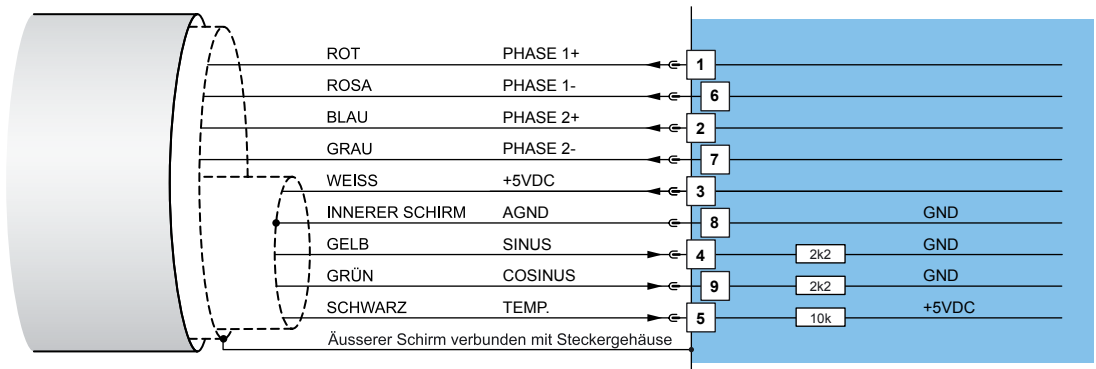 ROT PHASE 1+ 1
ROSA PHASE 1- 6
BLAU PHASE 2+ 2
GRAU PHASE 2- 7
WEISS +5VDC 3
INNERER SCHIRM AGND 8 GND
GELB SINUS 4 2k2 GND
GRÜN COSINUS 9 2k2 GND
SCHWARZ TEMP. 5 10k +5VDC
Äusserer Schirm verbunden mit Steckergehäuse